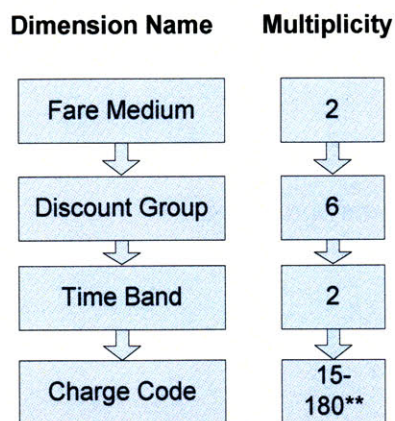 Dimension Name Multiplicity
Fare Medium 2
Discount Group 6
Time Band 2
Charge Code 15-
180**